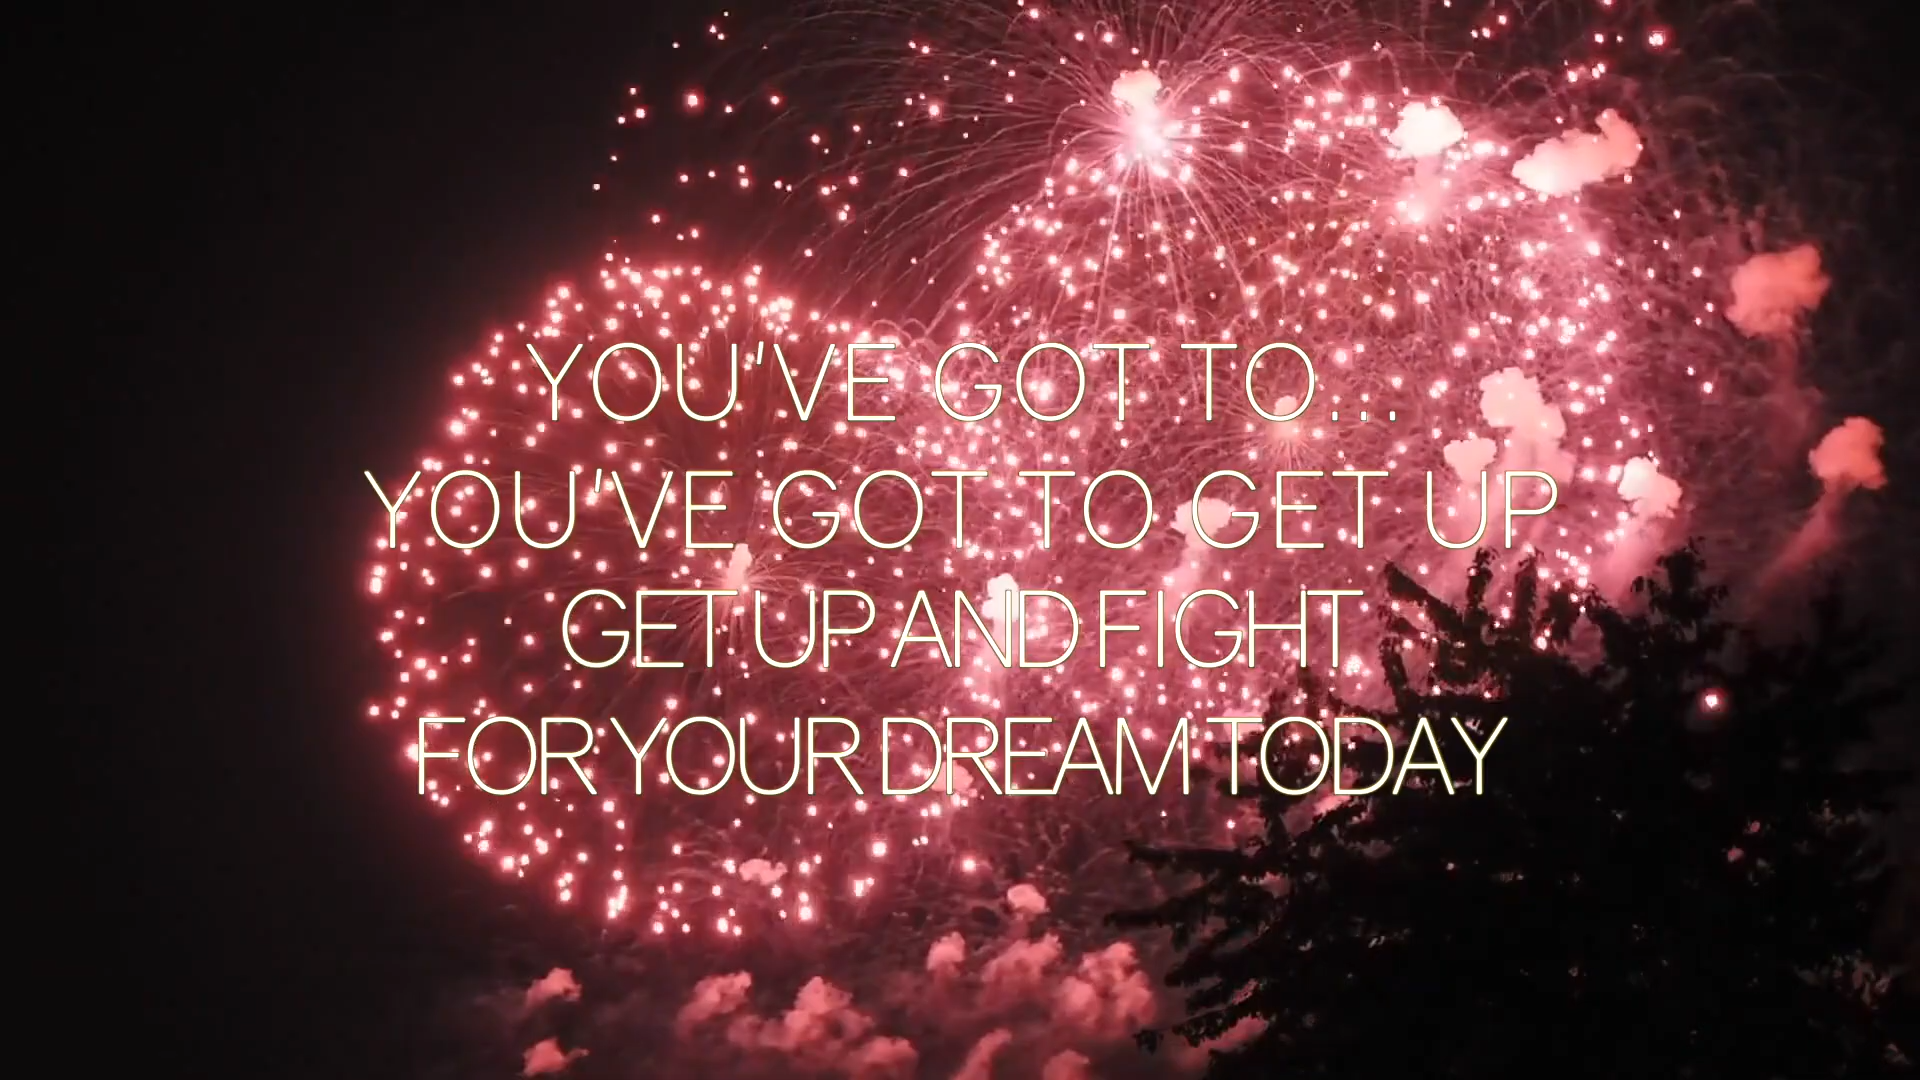 YOU'VE GOT TO...
YOU'VE GOT TO GET UP
GET UP AND FIGHT
FOR YOUR DREAM TODAY